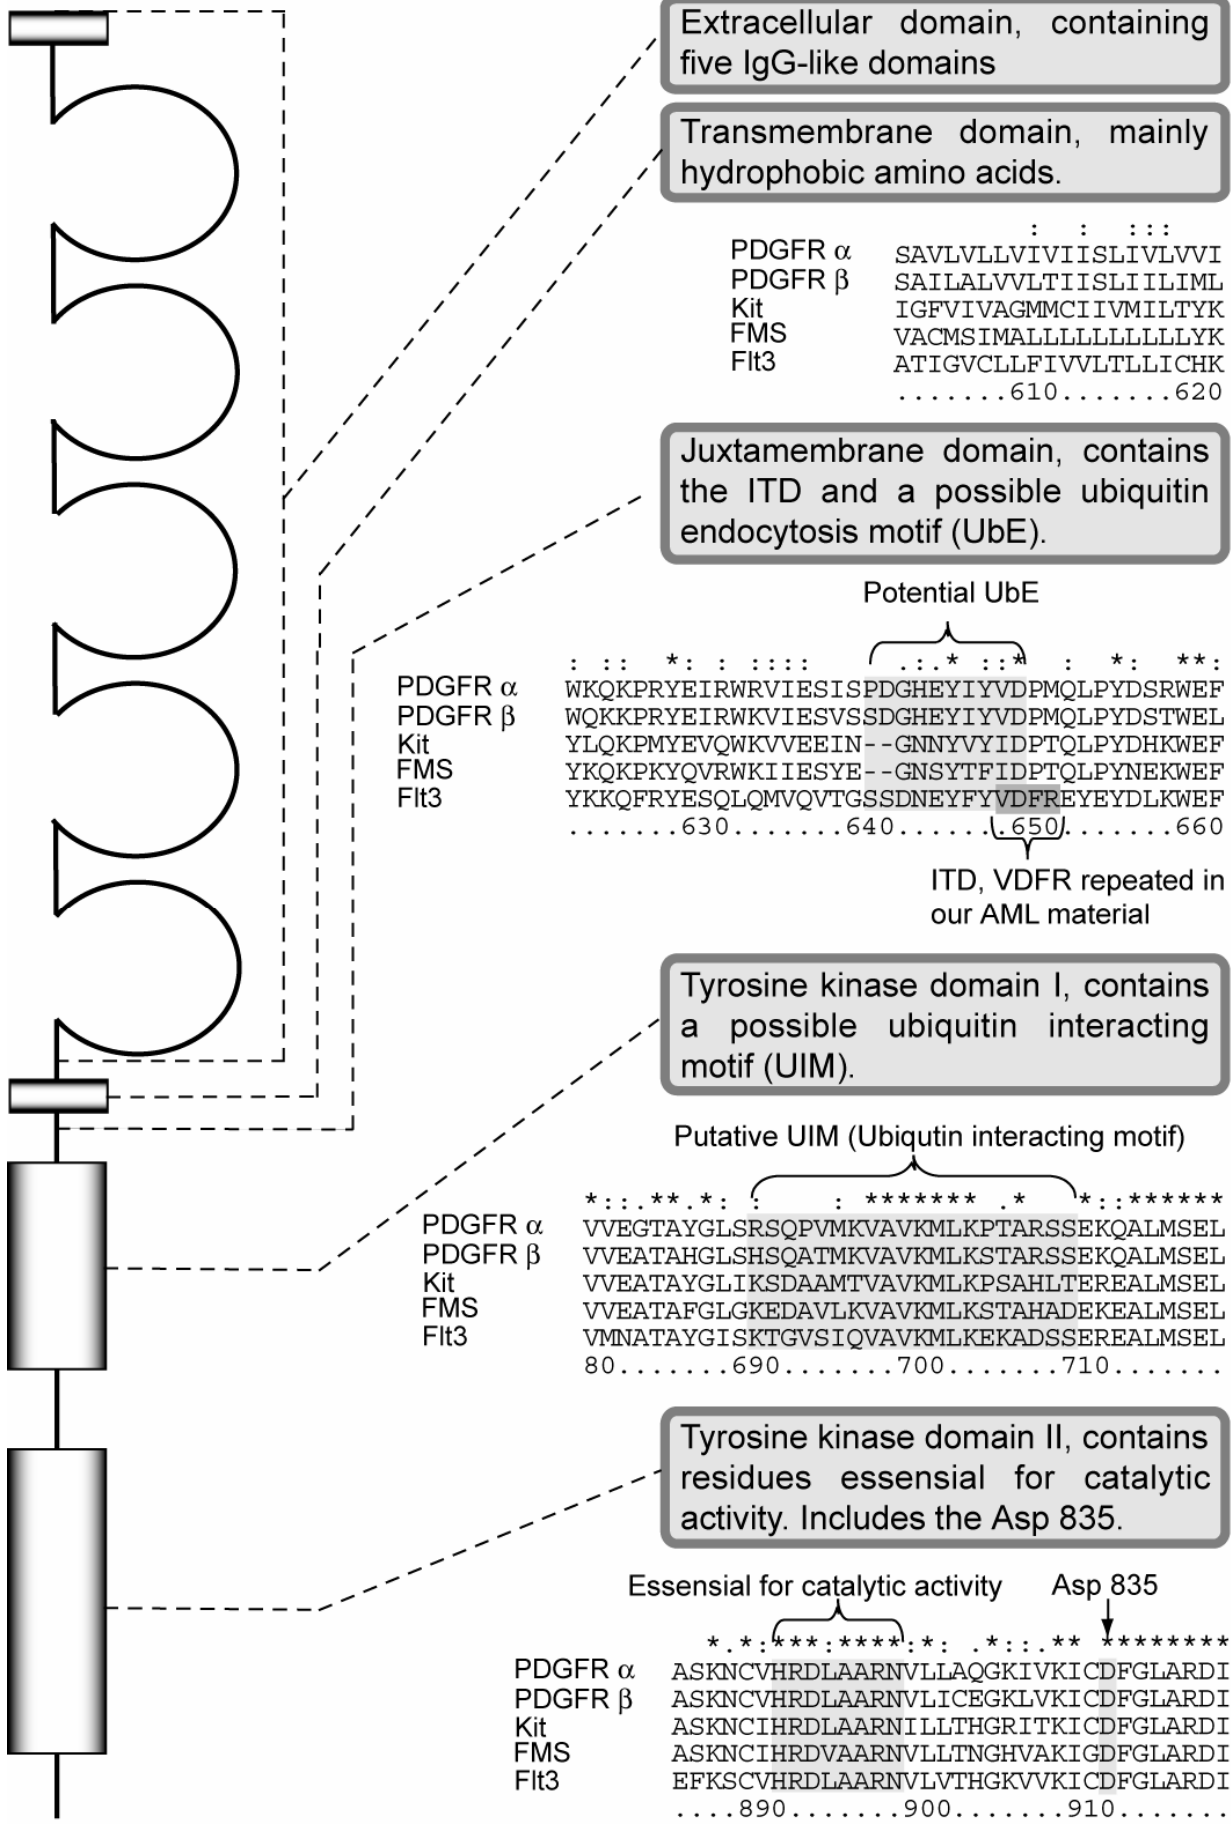 Extracellular domain, containing
five IgG-like domains
Transmembrane domain, mainly
hydrophobic amino acids.
: : :::
PDGFR α SAVLVLLVIVIISLIVLVVI
PDGFR β SAILALVVLTIISLIILIML
Kit IGFVIVAGMMCIIVMILTYK
FMS VACMSIMALLLLLLLLLLYK
Flt3 ATIGVCLLFIVVLTLLICHK
.......610.......620
Juxtamembrane domain, contains
the ITD and a possible ubiquitin
endocytosis motif (UbE).
Potential UbE
: :: *: : :::: .:.* ::* : *: **:
PDGFR α WKQKPRYEIRWRVIESISPDGHEYIYVDPMQLPYDSRWEF
PDGFR β WQKKPRYEIRWKVIESVSSDGHEYIYVDPMQLPYDSTWEL
Kit YLQKPMYEVQWKVVEEIN--GNNYVYIDPTQLPYDHKWEF
FMS YKQKPKYQVRWKIIESYE--GNSYTFIDPTQLPYNEKWEF
Flt3 YKKQFRYESQLQMVQVTGSSDNEYFYVDFREYEYDLKWEF
.......630.......640.......650.......660
ITD, VDFR repeated in
our AML material
Tyrosine kinase domain I, contains
a possible ubiquitin interacting
motif (UIM).
Putative UIM (Ubiqutin interacting motif)
*::.**.*: : : ******* .* *::******
PDGFR α VVEGTAYGLSRSQPVMKVAVKMLKPTARSSEKQALMSEL
PDGFR β VVEATAHGLSHSQATMKVAVKMLKSTARSSEKQALMSEL
Kit VVEATAYGLIKSDAAMTVAVKMLKPSAHLTEREALMSEL
FMS VVEATAFGLGKEDAVLKVAVKMLKSTAHADEKEALMSEL
Flt3 VMNATAYGISKTGVSIQVAVKMLKEKADSSEREALMSEL
80.......690.......700.......710.......
Tyrosine kinase domain II, contains
residues essensial for catalytic
activity. Includes the Asp 835.
Essensial for catalytic activity Asp 835
*.*:***:****:*: .*::.** ********
PDGFR α ASKNCVHRDLAARNVLLAQGKIVKICDFGLARDI
PDGFR β ASKNCVHRDLAARNVLICEGKLVKICDFGLARDI
Kit ASKNCIHRDLAARNILLTHGRITKICDFGLARDI
FMS ASKNCIHRDVAARNVLLTNGHVAKIGDFGLARDI
Flt3 EFKSCVHRDLAARNVLVTHGKVVKICDFGLARDI
....890.......900.......910.......